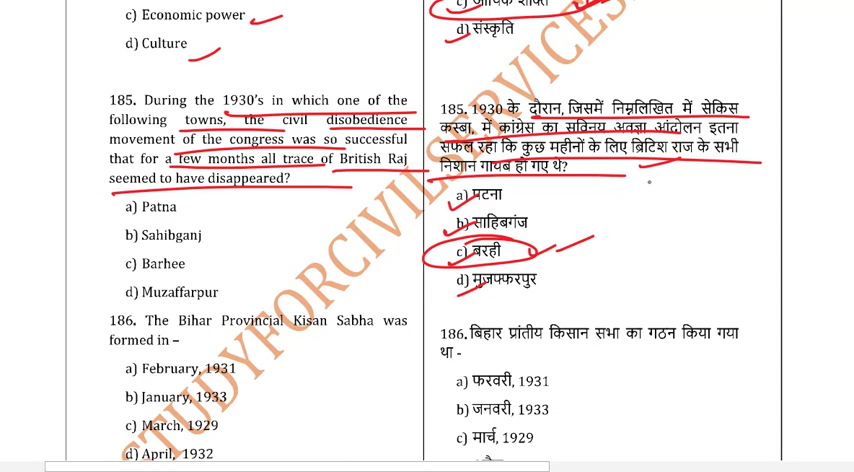 c) Economic power
d) Culture
185. During the 1930's in which one of the
following towns, the civil disobedience
movement of the congress was so successful
that for a few months all trace of British Raj
seemed to have disappeared?
a) Patna
b) Sahibganj
c) Barhee
d) Muzaffarpur
186. The Bihar Provincial Kisan Sabha was
formed in –
a) February, 1931
b) January, 1933
c) March, 1929
d) April, 1932
c) आर्थिक शक्ति
d) संस्कृति
185. 1930 के दौरान, जिसमें निम्नलिखित में सेकिस
कस्बा, में कांग्रेस का सविनय अवज्ञा आंदोलन इतना
सफल रहा कि कुछ महीनों के लिए ब्रिटिश राज के सभी
निशान गायब हो गए थे?
a) पटना
b) साहिबगंज
c) बरही
d) मुजफ्फरपुर
186. बिहार प्रांतीय किसान सभा का गठन किया गया
था -
a) फरवरी, 1931
b) जनवरी, 1933
c) मार्च, 1929
STUDYFORCIVILSERVICES